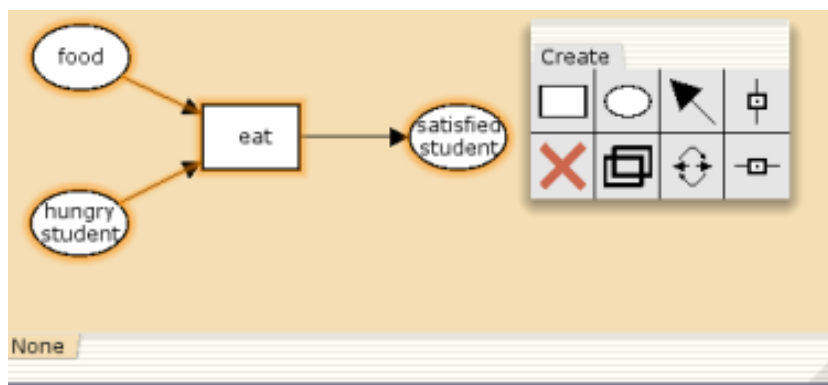 food
Create
eat
satisfied
student
hungry
student
None